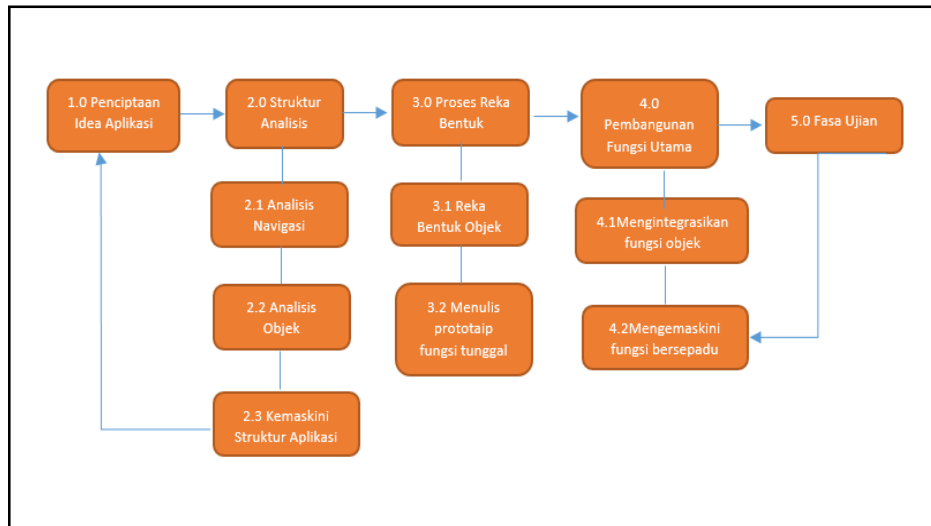 1.0 Penciptaan
Idea Aplikasi
2.0 Struktur
Analisis
2.1 Analisis
Navigasi
2.2 Analisis
Objek
2.3 Kemaskini
Struktur Aplikasi
3.0 Proses Reka
Bentuk
3.1 Reka
Bentuk Objek
3.2 Menulis
prototaip
fungsi tunggal
4.0
Pembangunan
Fungsi Utama
4.1Mengintegrasikan
fungsi objek
4.2Mengemaskini
fungsi bersepadu
5.0 Fasa Ujian